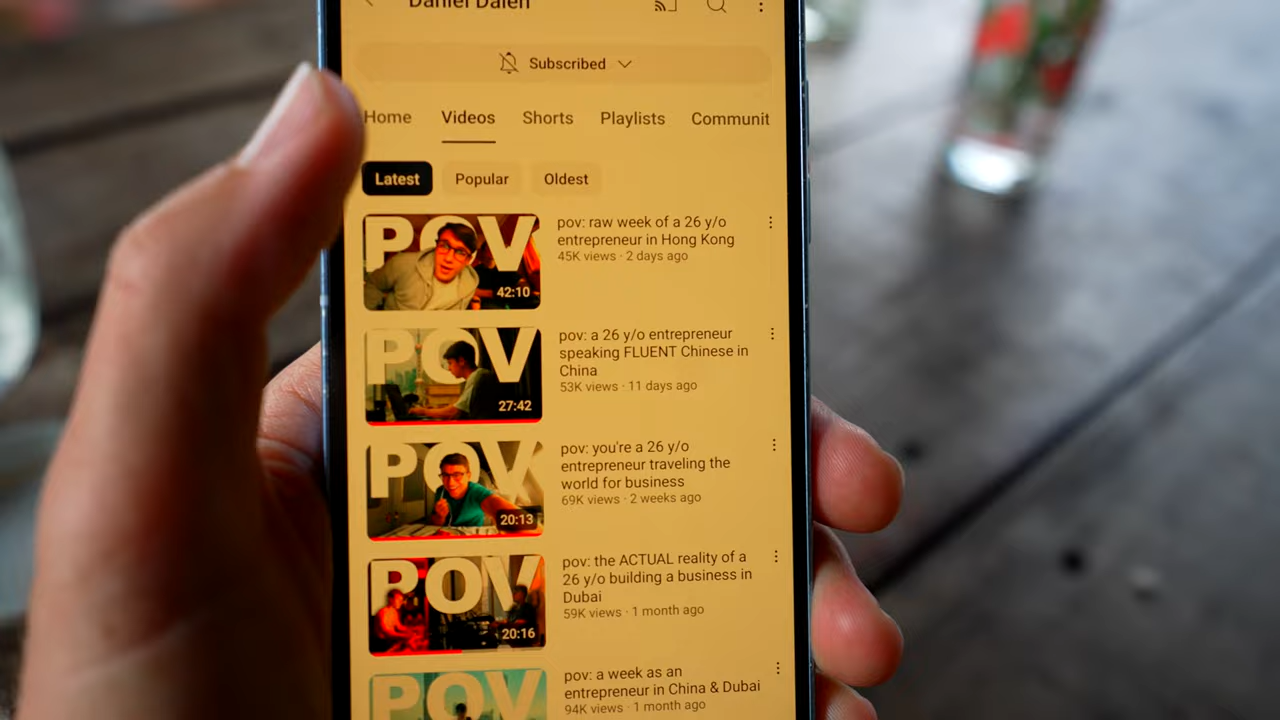 Daniel Dalen
Subscribed
Home Videos Shorts Playlists Communit
Latest Popular Oldest
POV
42:10
pov: raw week of a 26 y/o
entrepreneur in Hong Kong
45K views · 2 days ago
POV
27:42
pov: a 26 y/o entrepreneur
speaking FLUENT Chinese in
China
53K views · 11 days ago
POV
20:13
pov: you're a 26 y/o
entrepreneur traveling the
world for business
69K views · 2 weeks ago
POV
20:16
pov: the ACTUAL reality of a
26 y/o building a business in
Dubai
59K views · 1 month ago
POV
pov: a week as an
entrepreneur in China & Dubai
94K views · 1 month ago